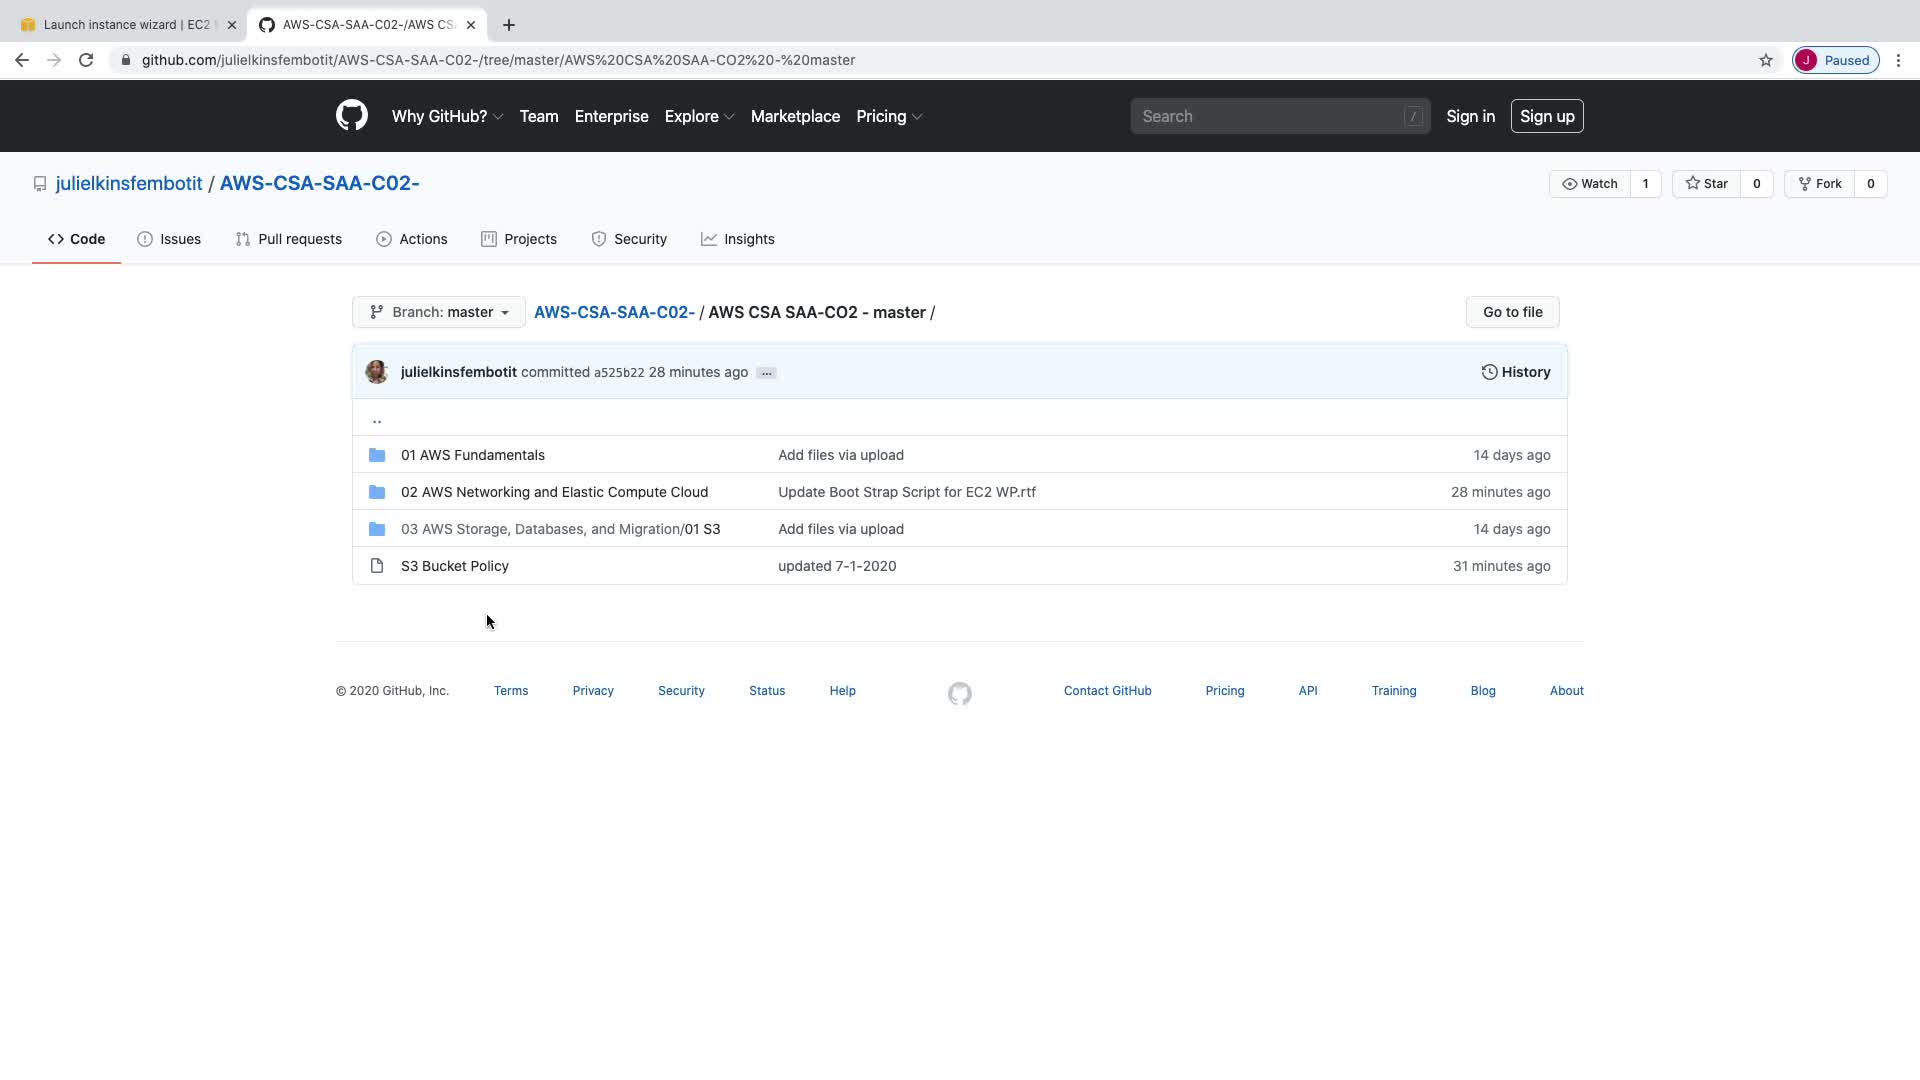 Launch instance wizard | EC2
AWS-CSA-SAA-C02-/AWS CS
github.com/julielkinsfembotit/AWS-CSA-SAA-C02-/tree/master/AWS%20CSA%20SAA-CO2%20-%20master
J Paused
Why GitHub? Team Enterprise Explore Marketplace Pricing Search / Sign in Sign up
julielkinsfembotit / AWS-CSA-SAA-C02- Watch 1 Star 0 Fork 0
<> Code Issues Pull requests Actions Projects Security Insights
Branch: master AWS-CSA-SAA-C02- / AWS CSA SAA-CO2 - master / Go to file
julielkinsfembotit committed a525b22 28 minutes ago ... History
..
01 AWS Fundamentals Add files via upload 14 days ago
02 AWS Networking and Elastic Compute Cloud Update Boot Strap Script for EC2 WP.rtf 28 minutes ago
03 AWS Storage, Databases, and Migration/01 S3 Add files via upload 14 days ago
S3 Bucket Policy updated 7-1-2020 31 minutes ago
© 2020 GitHub, Inc. Terms Privacy Security Status Help Contact GitHub Pricing API Training Blog About